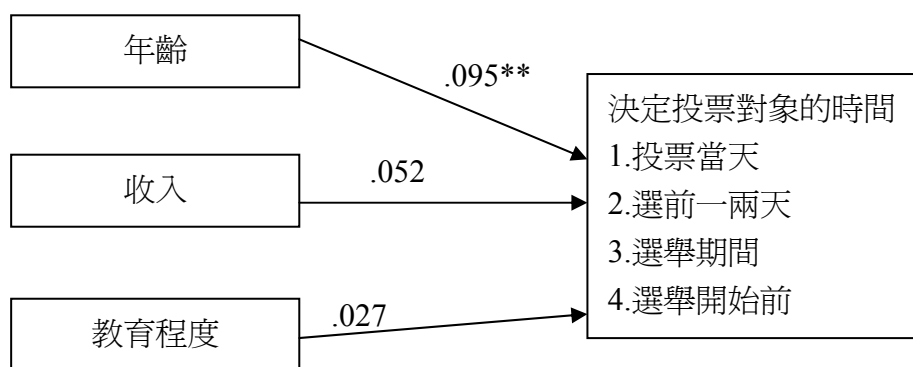 年齡
.095**
決定投票對象的時間
1.投票當天
2.選前一兩天
3.選舉期間
4.選舉開始前
收入
.052
教育程度
.027